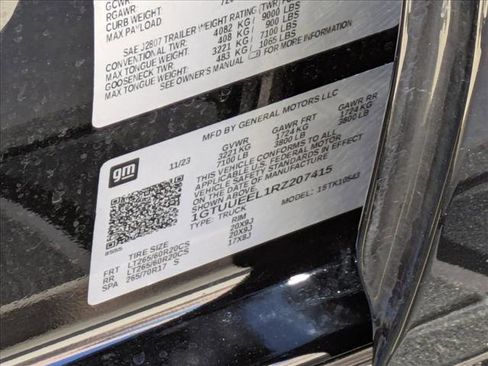 GCWR
RGAWR:
CURB WEIGHT
MAX PAYLOAD
LBS
LBS
SAE J2807 TRAILER WEIGHT RATING (TWR)
CONVENTIONAL TWR: 4082 KG / 9000 LBS
MAX TONGUE WEIGHT: 408 KG / 900 LBS
GOOSENECK TWR: 3221 KG / 7100 LBS
MAX TONGUE WEIGHT: 483 KG / 1065 LBS
SEE OWNER'S MANUAL FOR MORE INFORMATION
MFD BY GENERAL MOTORS LLC
gm
11/23
GVWR GAWR FRT GAWR RR
3221 KG 1724 KG 1724 KG
7100 LB 3800 LB 3800 LB
THIS VEHICLE CONFORMS TO ALL
APPLICABLE U.S. FEDERAL MOTOR
VEHICLE SAFETY STANDARDS IN
EFFECT ON THE DATE OF
MANUFACTURE SHOWN ABOVE.
1GTUUEEL1RZ207415
TYPE: TRUCK MODEL: 1STK10543
TIRE SIZE RIM
FRT LT265/60R20CS 20X9J
RR LT265/60R20CS 20X9J
SPA 265/70R17 S 17X8J